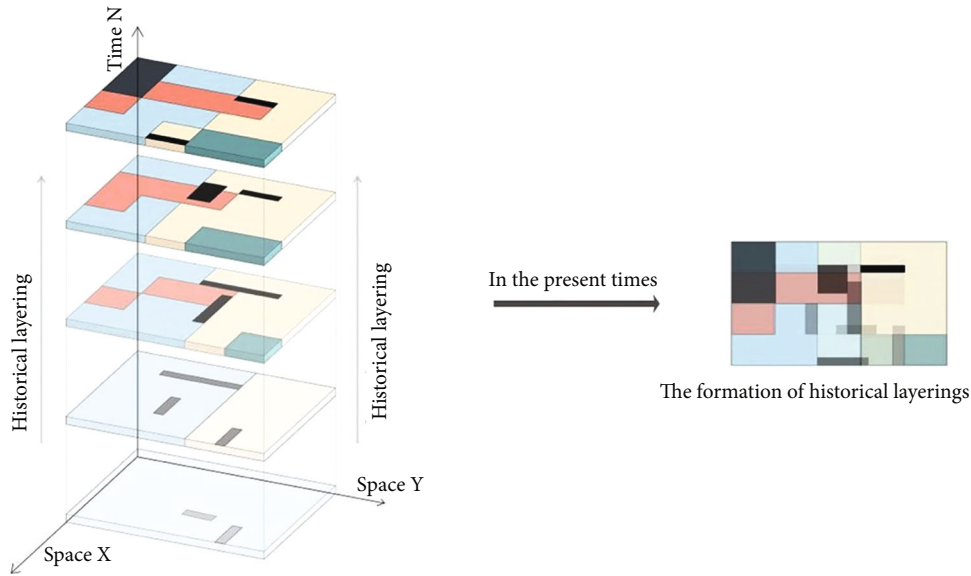 Time N
Historical layering
Historical layering
Space Y
Space X
In the present times
The formation of historical layerings